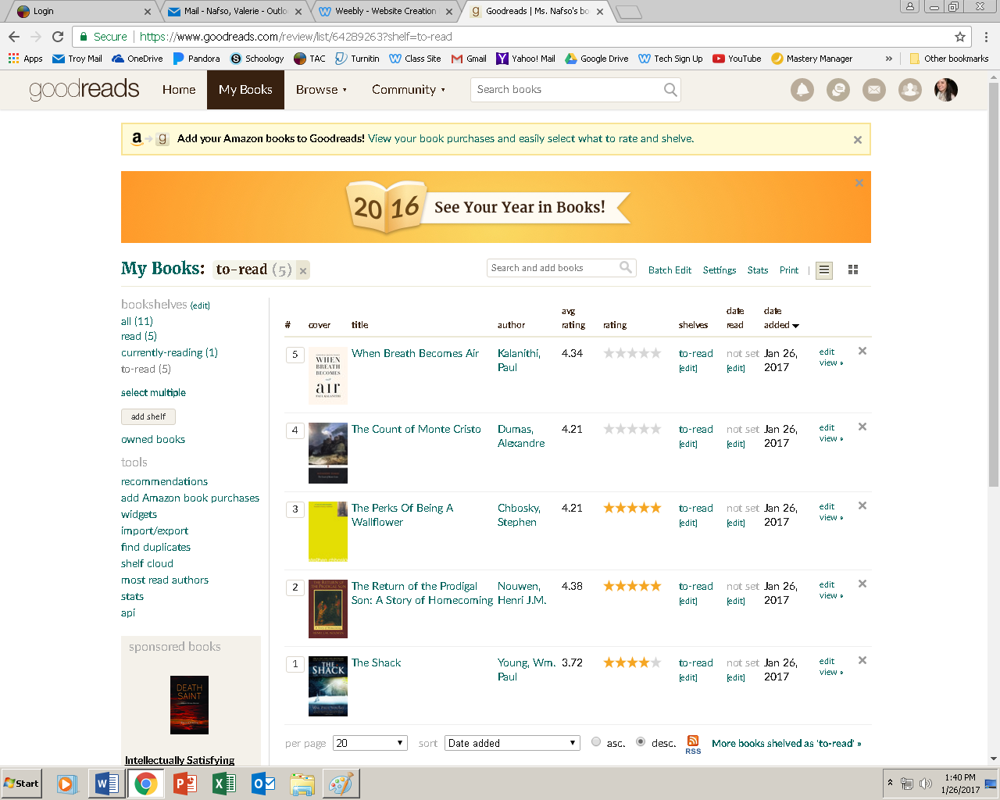 Login
Mail - Nafso, Valerie - Outlo
Weebly - Website Creation
Goodreads | Ms. Nafso's bo
Secure https://www.goodreads.com/review/list/64289263?shelf=to-read
Apps Troy Mail OneDrive Pandora Schoology TAC Turnitin Class Site Gmail Yahoo! Mail Google Drive Tech Sign Up YouTube Mastery Manager » Other bookmarks
goodreads Home My Books Browse ▾ Community ▾ Search books
a g Add your Amazon books to Goodreads! View your book purchases and easily select what to rate and shelve.
2016 See Your Year in Books!
My Books: to-read (5) × Search and add books Batch Edit Settings Stats Print |
bookshelves (edit)
all (11)
read (5)
currently-reading (1)
to-read (5)
select multiple
add shelf
owned books
tools
recommendations
add Amazon book purchases
widgets
import/export
find duplicates
shelf cloud
most read authors
stats
api
sponsored books
DEATH
SAINT
Intellectually Satisfying
# cover title author avg rating rating shelves date read date added
5 When Breath Becomes Air Kalanithi, Paul 4.34 to-read [edit] not set [edit] Jan 26, 2017 edit view »
WHEN
BREATH
BECOMES
air
PAUL KALANITHI
4 The Count of Monte Cristo Dumas, Alexandre 4.21 to-read [edit] not set [edit] Jan 26, 2017 edit view »
3 The Perks Of Being A Wallflower Chbosky, Stephen 4.21 to-read [edit] not set [edit] Jan 26, 2017 edit view »
2 The Return of the Prodigal Son: A Story of Homecoming Nouwen, Henri J.M. 4.38 to-read [edit] not set [edit] Jan 26, 2017 edit view »
THE RETURN OF
THE PRODIGAL SON
1 The Shack Young, Wm. Paul 3.72 to-read [edit] not set [edit] Jan 26, 2017 edit view »
THE
SHACK
per page 20 sort Date added asc. desc. RSS More books shelved as 'to-read' »
Start 1:40 PM
1/26/2017